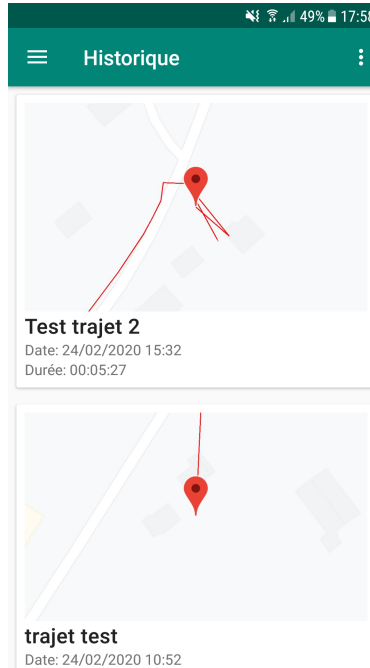 49% 17:58
Historique
Test trajet 2
Date: 24/02/2020 15:32
Durée: 00:05:27
trajet test
Date: 24/02/2020 10:52